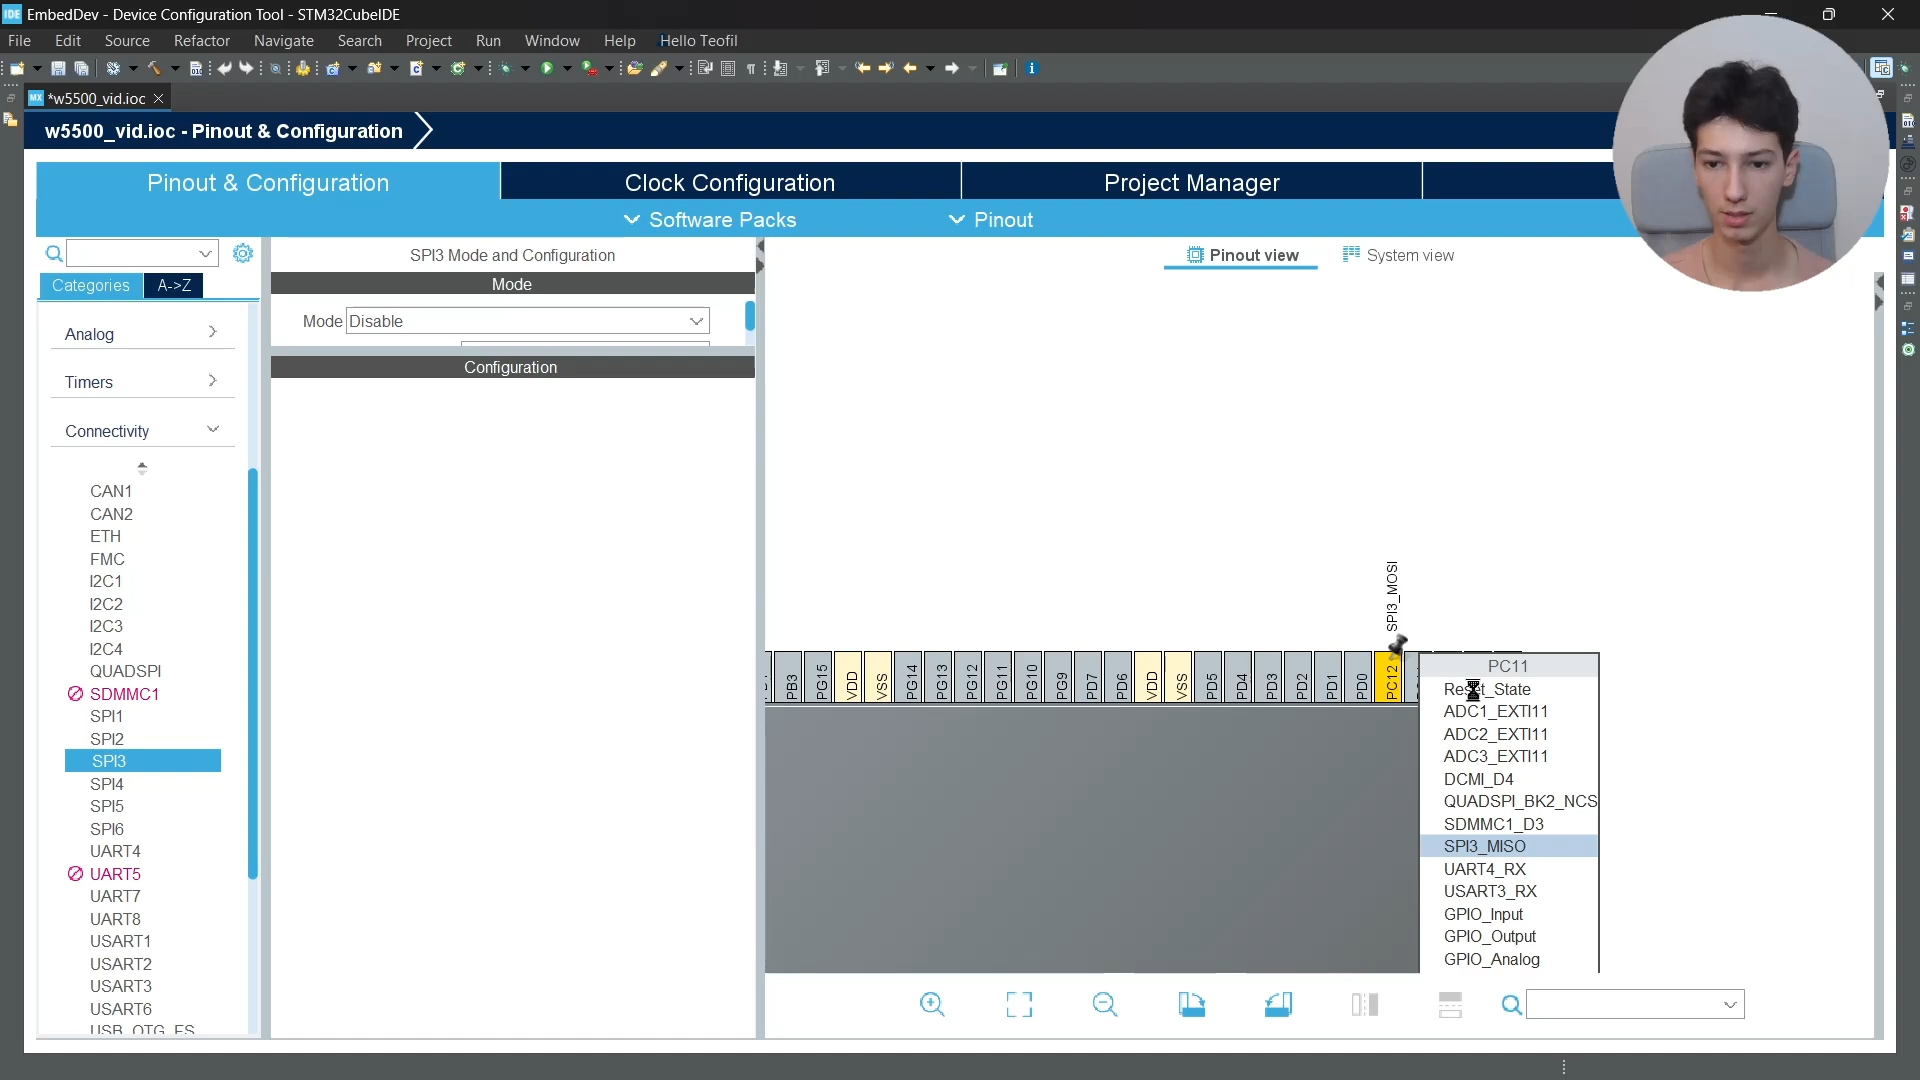 IDE EmbedDev - Device Configuration Tool - STM32CubeIDE
File Edit Source Refactor Navigate Search Project Run Window Help Hello Teofil
MX *w5500_vid.ioc
w5500_vid.ioc - Pinout & Configuration
Pinout & Configuration
Clock Configuration
Project Manager
Software Packs
Pinout
SPI3 Mode and Configuration
Pinout view
System view
Categories
A->Z
Mode
Mode Disable
Configuration
Analog
Timers
Connectivity
CAN1
CAN2
ETH
FMC
I2C1
I2C2
I2C3
I2C4
QUADSPI
SDMMC1
SPI1
SPI2
SPI3
SPI4
SPI5
SPI6
UART4
UART5
UART7
UART8
USART1
USART2
USART3
USART6
USB_OTG_FS
SPI3_MOSI
PB3
PG15
VDD
VSS
PG14
PG13
PG12
PG11
PG10
PG9
PD7
PD6
VDD
VSS
PD5
PD4
PD3
PD2
PD1
PD0
PC12
PC11
Reset_State
ADC1_EXTI11
ADC2_EXTI11
ADC3_EXTI11
DCMI_D4
QUADSPI_BK2_NCS
SDMMC1_D3
SPI3_MISO
UART4_RX
USART3_RX
GPIO_Input
GPIO_Output
GPIO_Analog